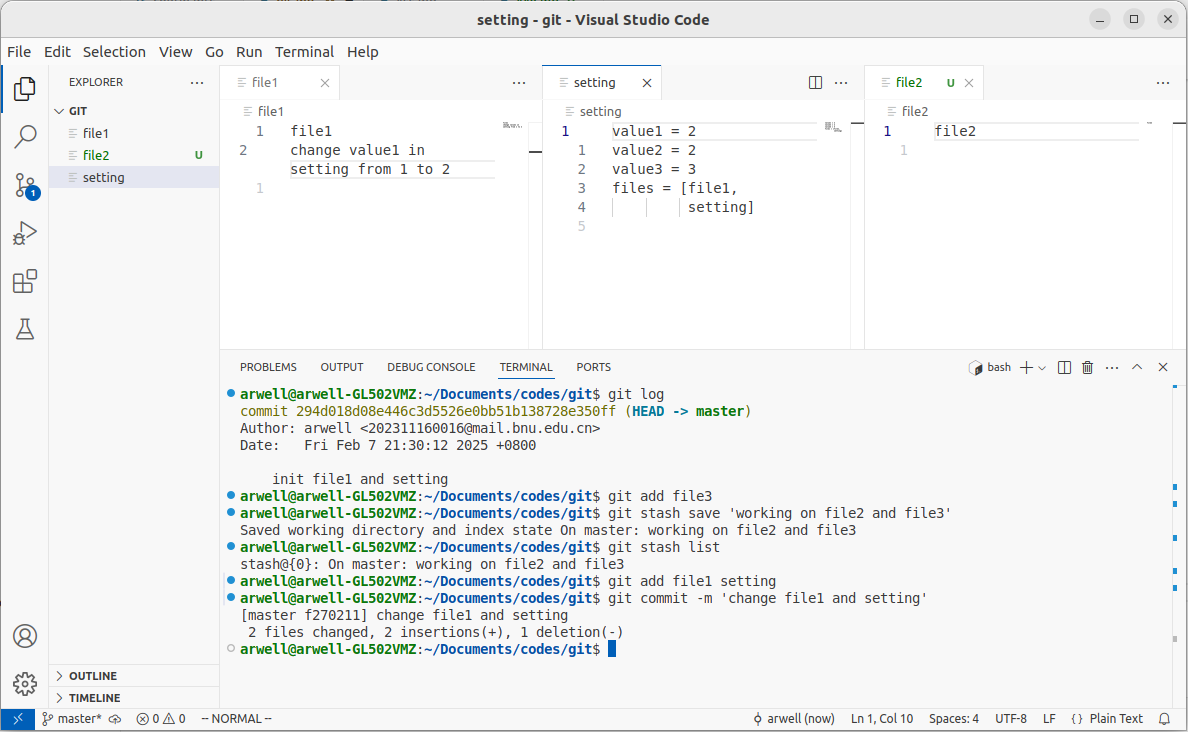 setting - git - Visual Studio Code
File Edit Selection View Go Run Terminal Help
EXPLORER
GIT
file1
file2 U
setting
OUTLINE
TIMELINE
file1
file1
1 file1
2 change value1 in
setting from 1 to 2
1
setting
setting
1 value1 = 2
1 value2 = 2
2 value3 = 3
3 files = [file1,
4 setting]
5
file2 U
file2
1 file2
1
PROBLEMS OUTPUT DEBUG CONSOLE TERMINAL PORTS bash
arwell@arwell-GL502VMZ:~/Documents/codes/git$ git log
commit 294d018d08e446c3d5526e0bb51b138728e350ff (HEAD -> master)
Author: arwell <202311160016@mail.bnu.edu.cn>
Date:   Fri Feb 7 21:30:12 2025 +0800
init file1 and setting
arwell@arwell-GL502VMZ:~/Documents/codes/git$ git add file3
arwell@arwell-GL502VMZ:~/Documents/codes/git$ git stash save 'working on file2 and file3'
Saved working directory and index state On master: working on file2 and file3
arwell@arwell-GL502VMZ:~/Documents/codes/git$ git stash list
stash@{0}: On master: working on file2 and file3
arwell@arwell-GL502VMZ:~/Documents/codes/git$ git add file1 setting
arwell@arwell-GL502VMZ:~/Documents/codes/git$ git commit -m 'change file1 and setting'
[master f270211] change file1 and setting
2 files changed, 2 insertions(+), 1 deletion(-)
arwell@arwell-GL502VMZ:~/Documents/codes/git$
1
master* 0 0 -- NORMAL -- arwell (now) Ln 1, Col 10 Spaces: 4 UTF-8 LF {} Plain Text